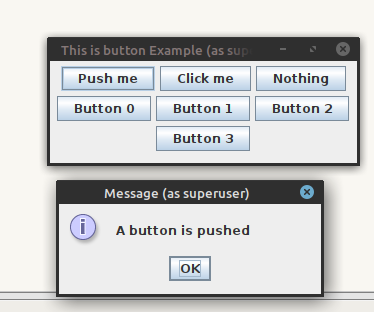 This is button Example (as sup
Push me Click me Nothing
Button 0 Button 1 Button 2
Button 3
Message (as superuser)
A button is pushed
OK